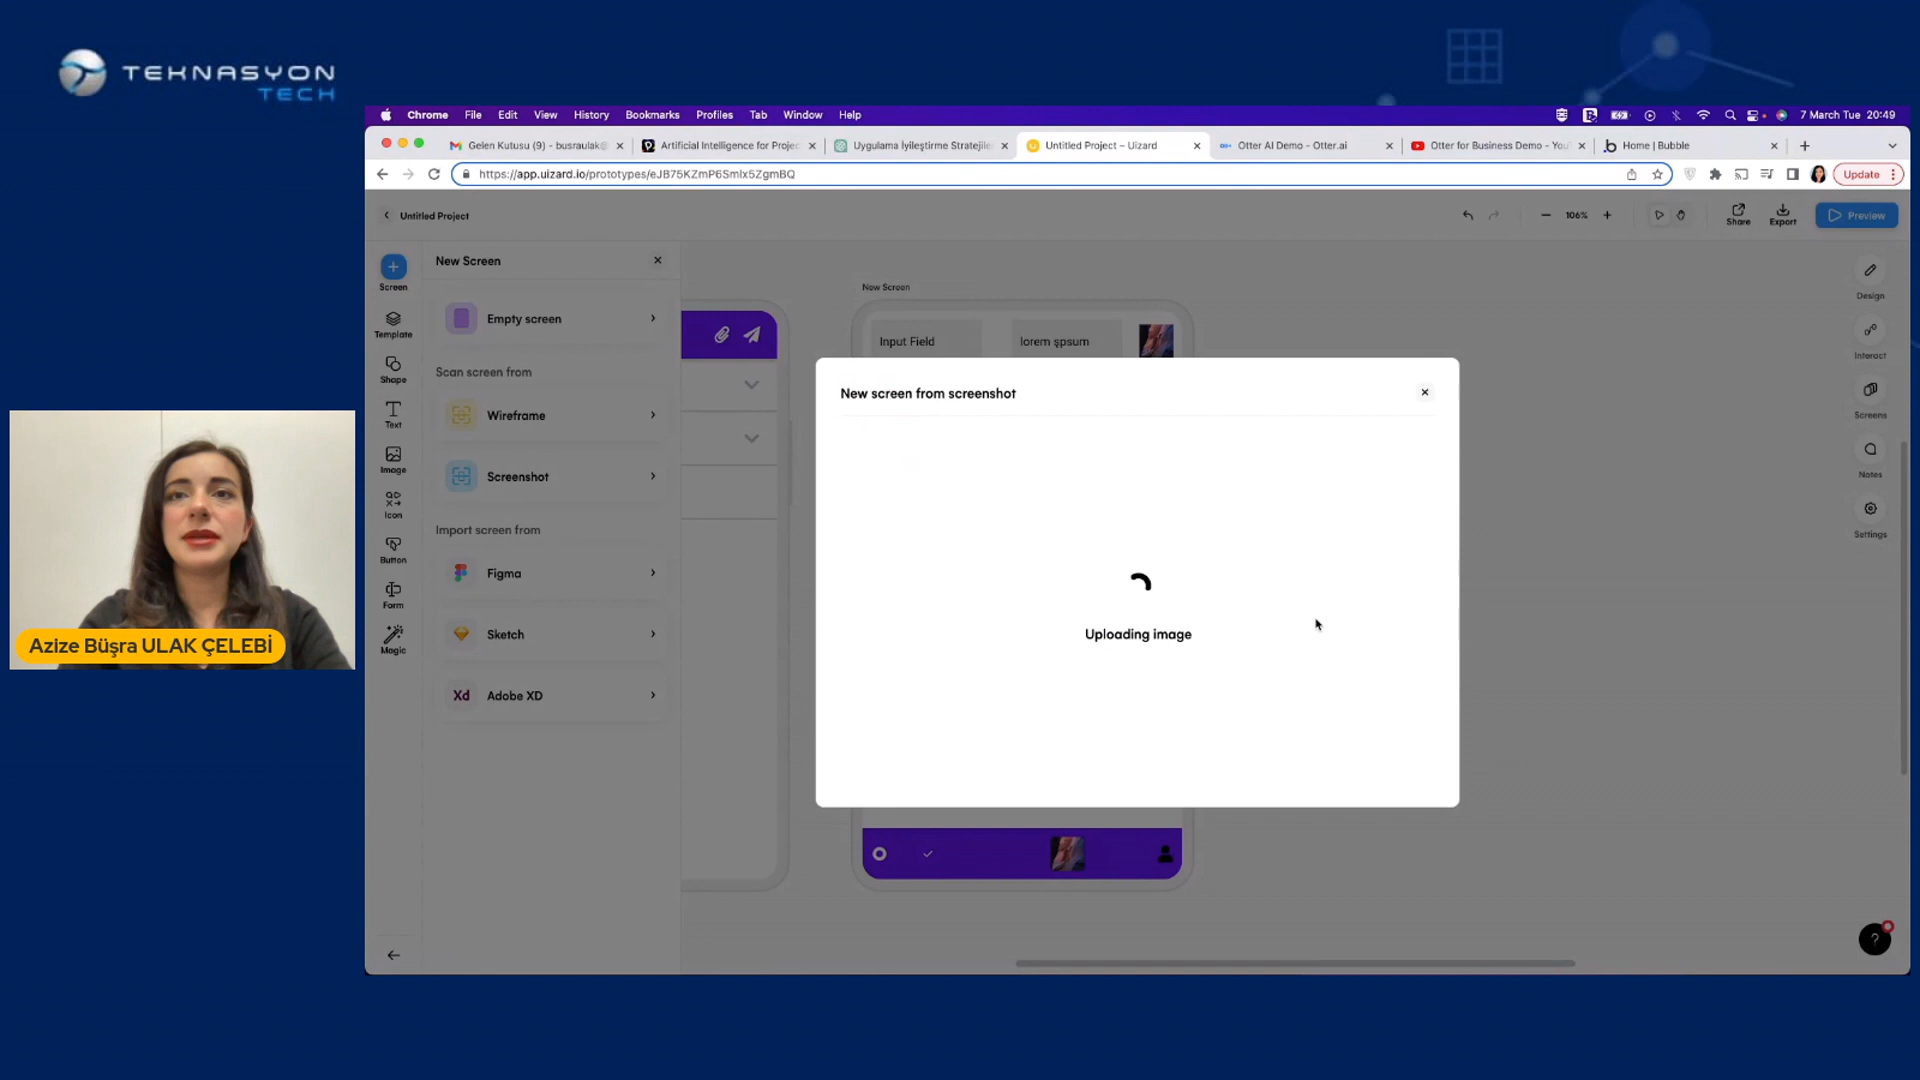 TEKNASYON
TECH
Chrome File Edit View History Bookmarks Profiles Tab Window Help
7 March Tue 20:49
Gelen Kutusu (9) - busraulak@
Artificial Intelligence for Projec
Uygulama İyileştirme Stratejile
Untitled Project – Uizard
Otter AI Demo - Otter.ai
Otter for Business Demo - You
Home | Bubble
https://app.uizard.io/prototypes/eJB75KZmP6Smlx5ZgmBQ
Update
Untitled Project
106%
Share
Export
Preview
Screen
Template
Shape
Text
Image
Icon
Button
Form
Magic
New Screen
Empty screen
Scan screen from
Wireframe
Screenshot
Import screen from
Figma
Sketch
Xd Adobe XD
New Screen
Input Field
lorem ıpsum
New screen from screenshot
Uploading image
Design
Interact
Screens
Notes
Settings
?
Azize Büşra ULAK ÇELEBİ